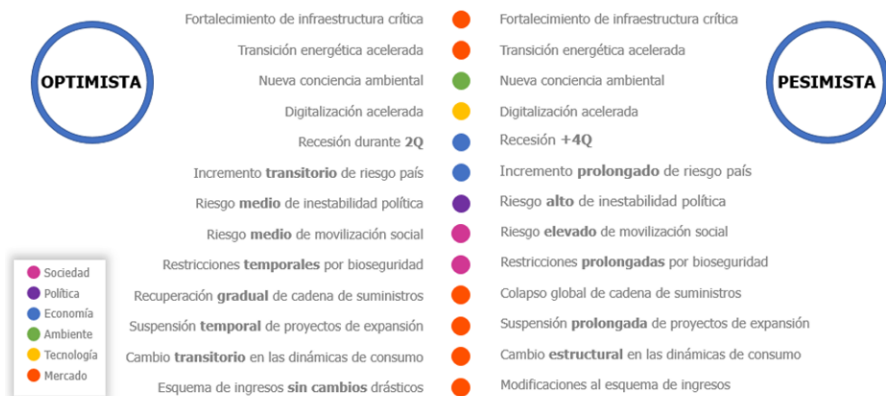 OPTIMISTA
PESIMISTA
Fortalecimiento de infraestructura crítica
Fortalecimiento de infraestructura crítica
Transición energética acelerada
Transición energética acelerada
Nueva conciencia ambiental
Nueva conciencia ambiental
Digitalización acelerada
Digitalización acelerada
Recesión durante 2Q
Recesión +4Q
Incremento transitorio de riesgo país
Incremento prolongado de riesgo país
Riesgo medio de inestabilidad política
Riesgo alto de inestabilidad política
Riesgo medio de movilización social
Riesgo elevado de movilización social
Restricciones temporales por bioseguridad
Restricciones prolongadas por bioseguridad
Recuperación gradual de cadena de suministros
Colapso global de cadena de suministros
Suspensión temporal de proyectos de expansión
Suspensión prolongada de proyectos de expansión
Cambio transitorio en las dinámicas de consumo
Cambio estructural en las dinámicas de consumo
Esquema de ingresos sin cambios drásticos
Modificaciones al esquema de ingresos
Sociedad
Política
Economía
Ambiente
Tecnología
Mercado